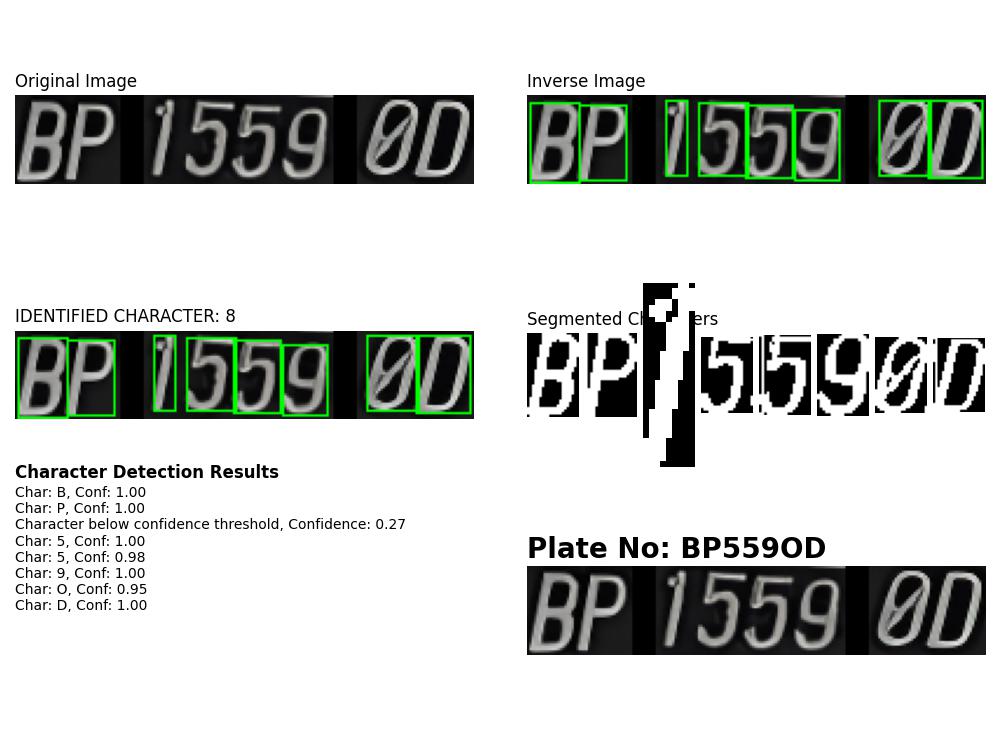 Original Image
BP 1559 0D
Inverse Image
BP 1559 0D
IDENTIFIED CHARACTER: 8
BP 1559 0D
Segmented Ch ers
BP15590D
Character Detection Results
Char: B, Conf: 1.00
Char: P, Conf: 1.00
Character below confidence threshold, Confidence: 0.27
Char: 5, Conf: 1.00
Char: 5, Conf: 0.98
Char: 9, Conf: 1.00
Char: O, Conf: 0.95
Char: D, Conf: 1.00
Plate No: BP559OD
BP 1559 0D